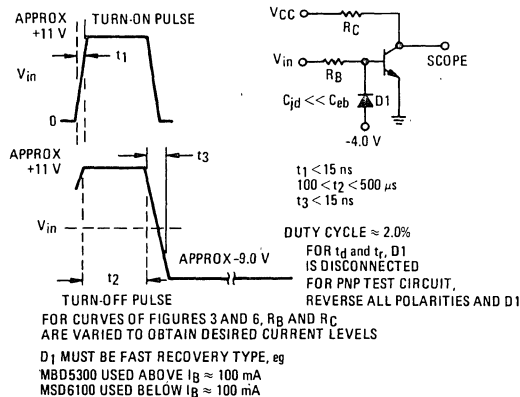 APPROX
+11 V
TURN-ON PULSE
t1
Vin
0
APPROX
+11 V
t3
Vin
APPROX -9.0 V
t2
TURN-OFF PULSE
VCC
RC
Vin
RB
SCOPE
Cjd << Ceb
D1
-4.0 V
t1 < 15 ns
100 < t2 < 500 μs
t3 < 15 ns
DUTY CYCLE ≈ 2.0%
FOR td and tr, D1
IS DISCONNECTED
FOR PNP TEST CIRCUIT,
REVERSE ALL POLARITIES AND D1
FOR CURVES OF FIGURES 3 AND 6, RB AND RC
ARE VARIED TO OBTAIN DESIRED CURRENT LEVELS
D1 MUST BE FAST RECOVERY TYPE, eg
MBD5300 USED ABOVE IB ≈ 100 mA
MSD6100 USED BELOW IB ≈ 100 mA